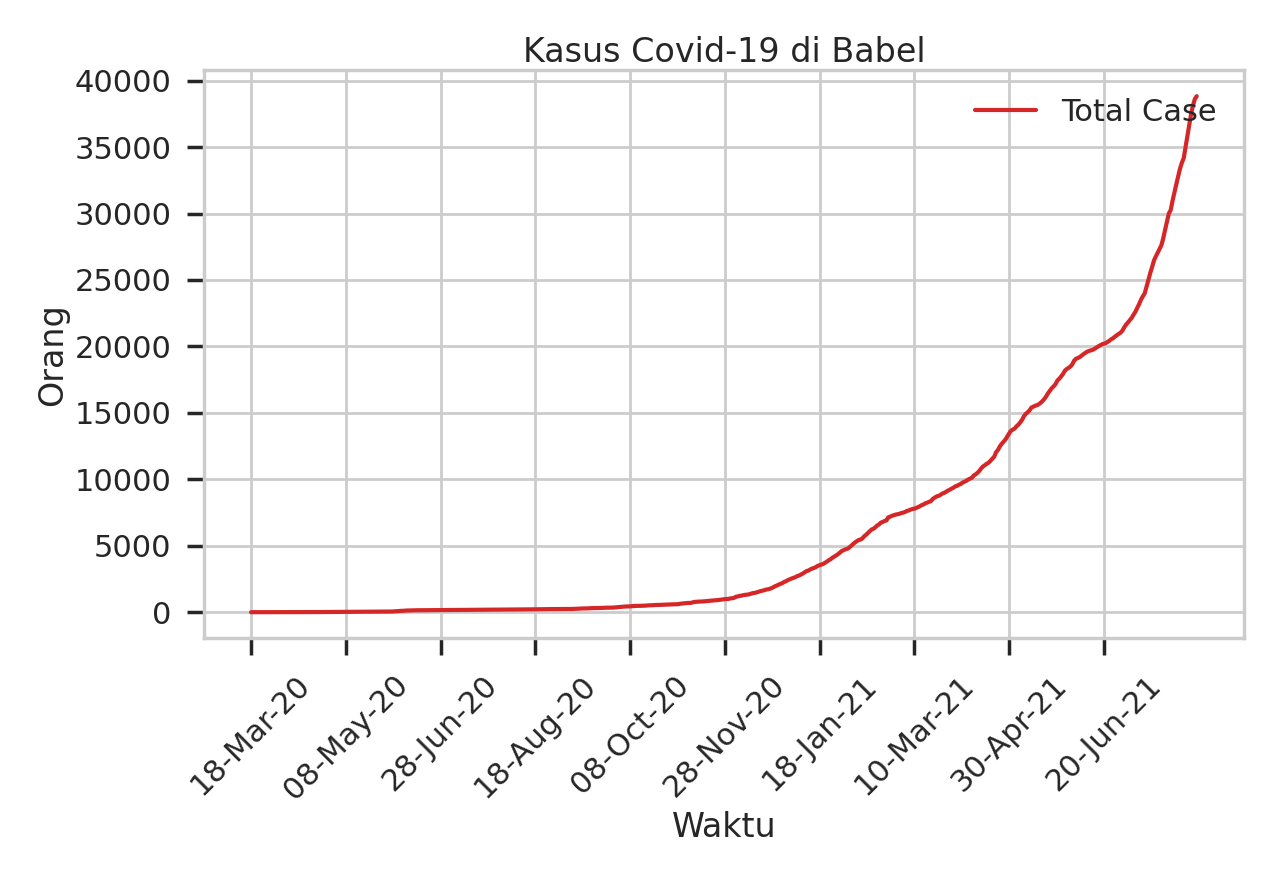 Kasus Covid-19 di Babel
Total Case
40000
35000
30000
25000
20000
15000
10000
5000
0
Orang
18-Mar-20
08-May-20
28-Jun-20
18-Aug-20
08-Oct-20
28-Nov-20
18-Jan-21
10-Mar-21
30-Apr-21
20-Jun-21
Waktu